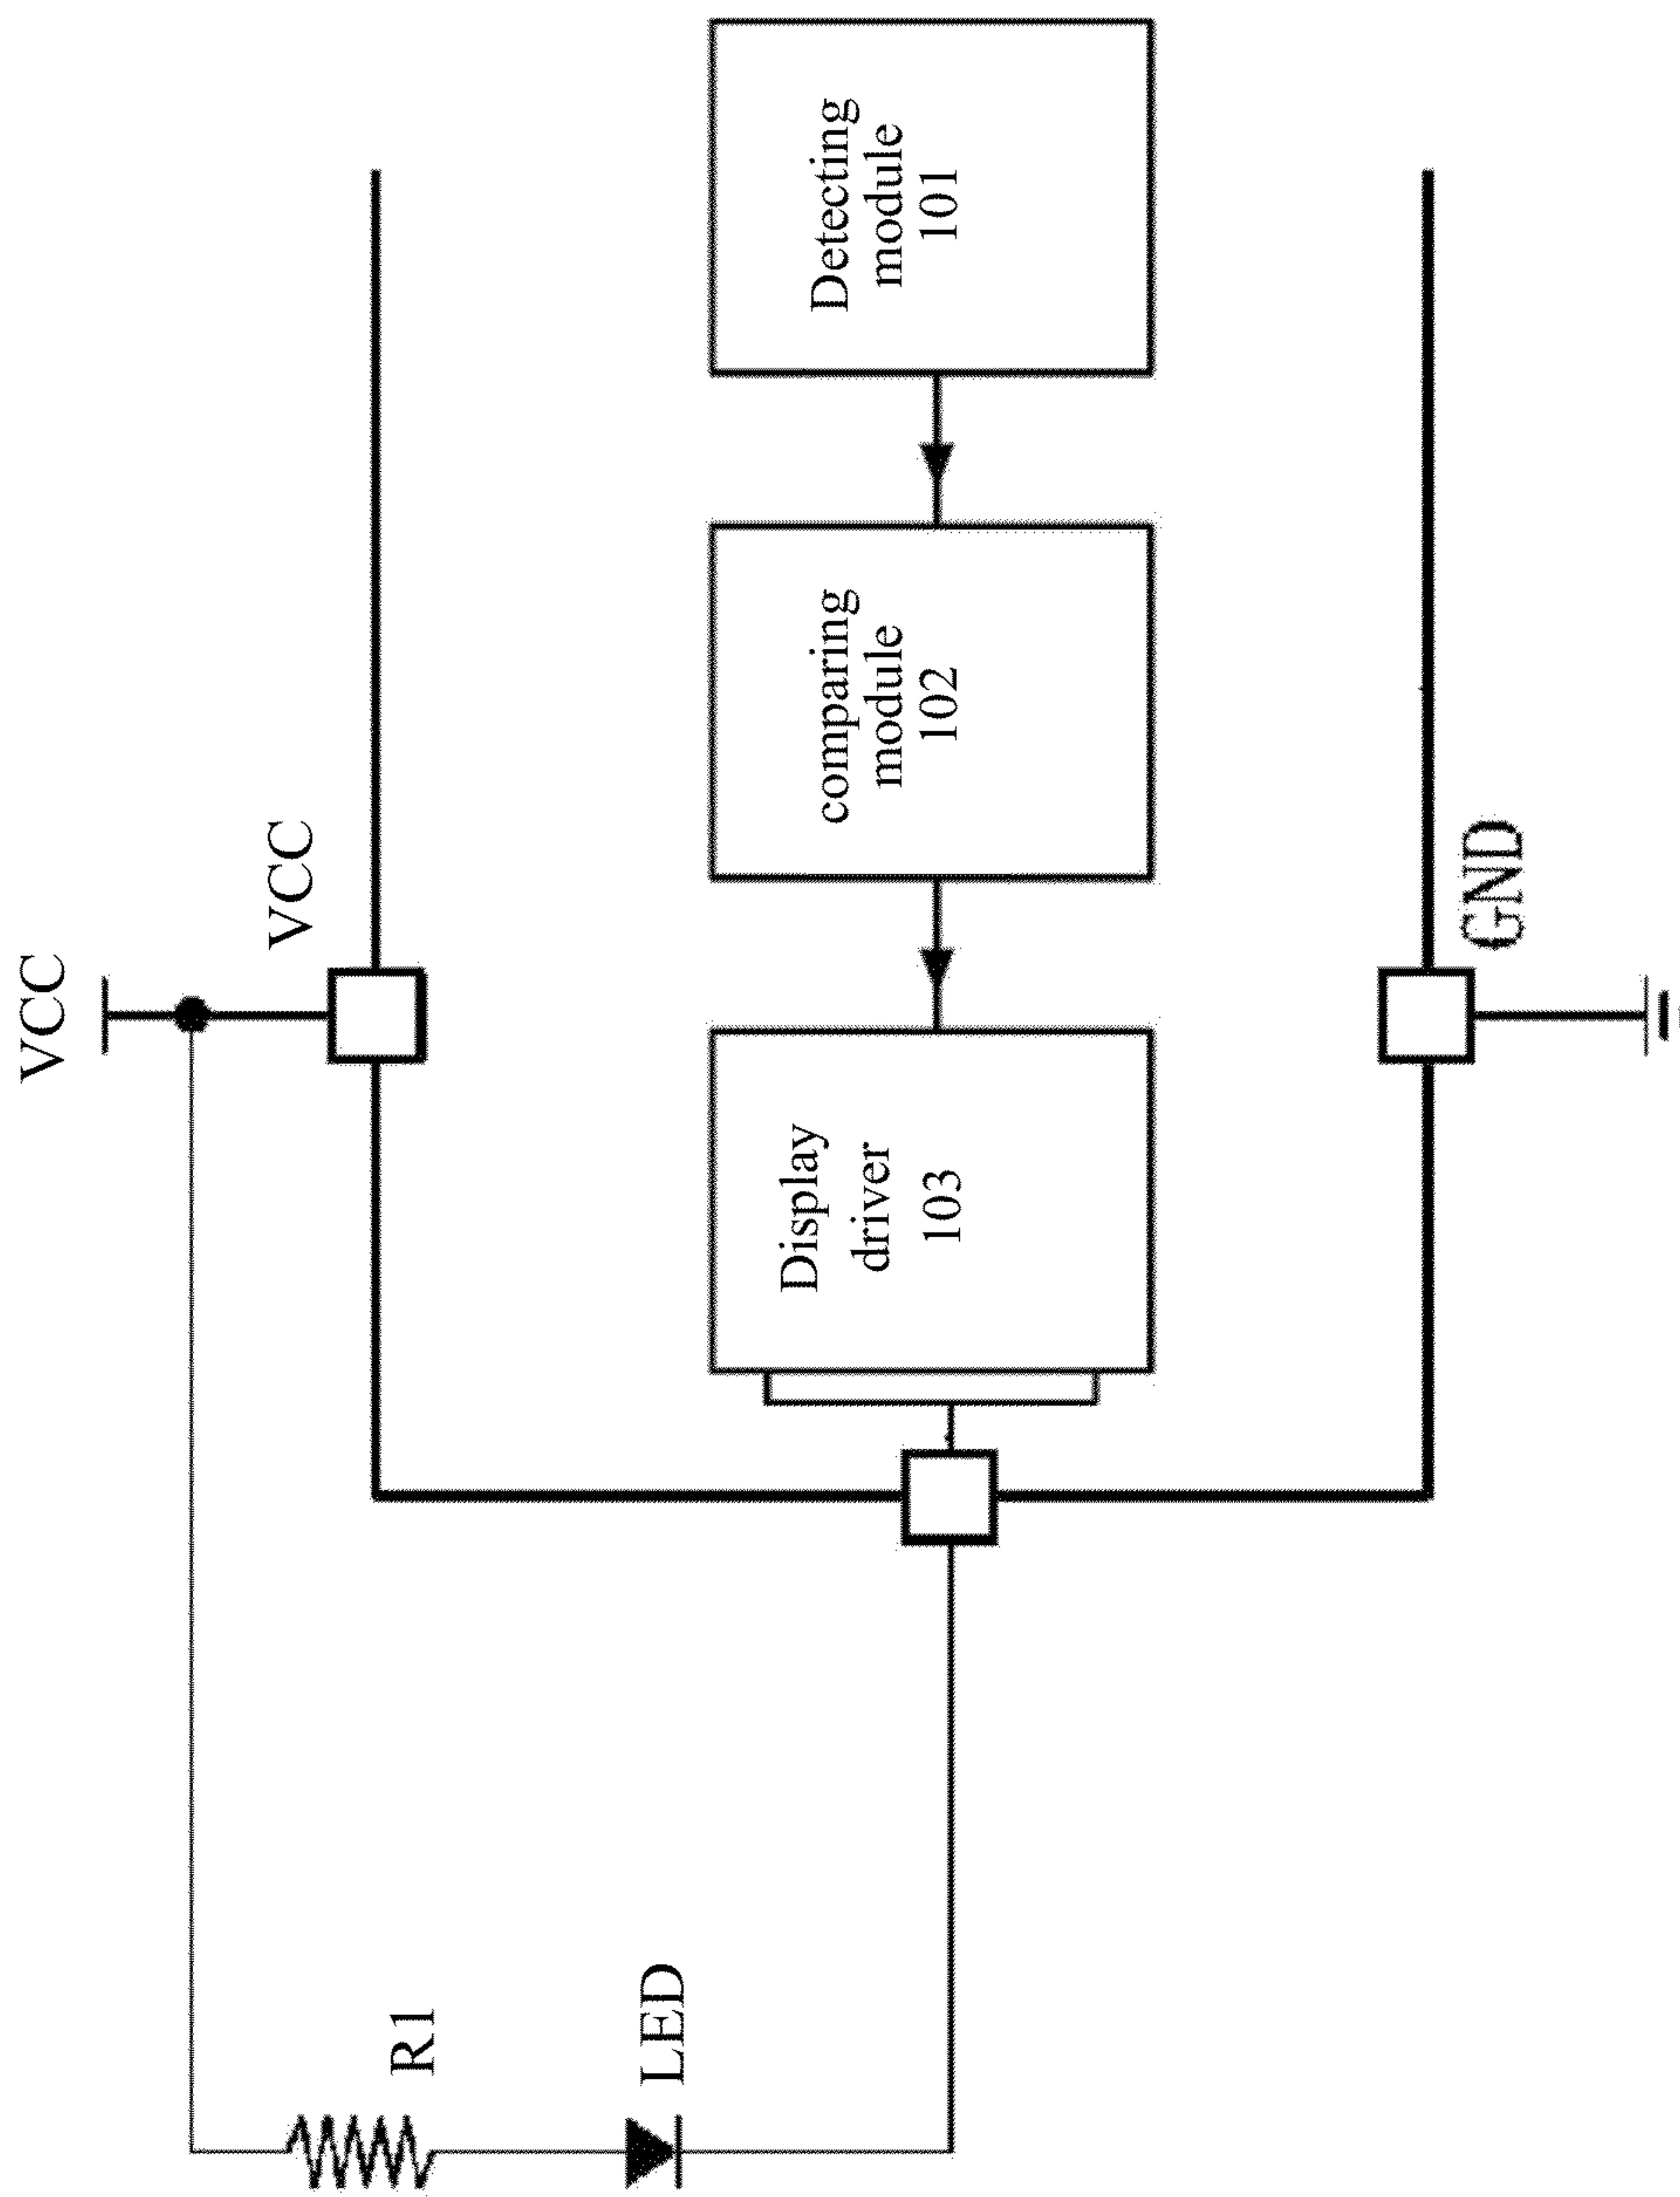 VCC
VCC
R1
LED
Display
driver
103
comparing
module
102
Detecting
module
101
GND